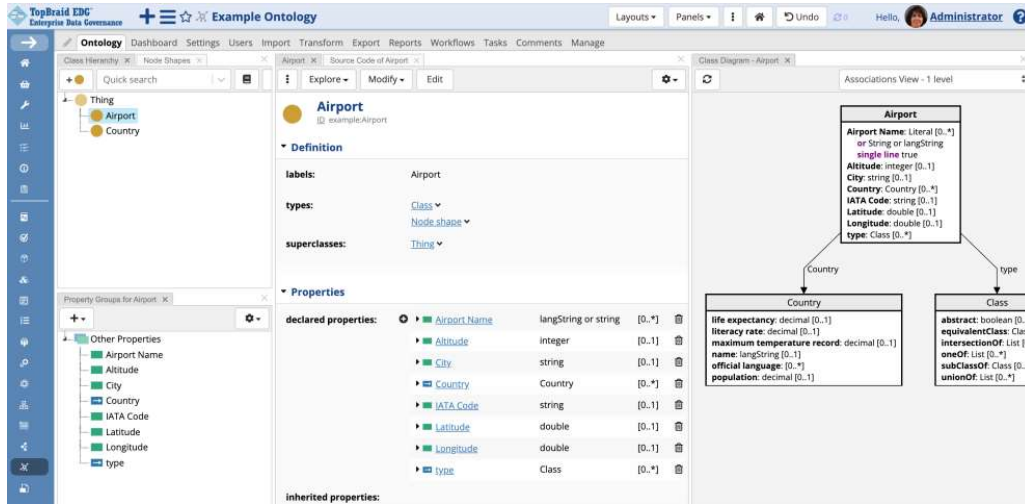 TopBraid EDG
Enterprise Data Governance
Example Ontology
Layouts
Panels
Undo
0
Hello,
Administrator
Ontology Dashboard Settings Users Import Transform Export Reports Workflows Tasks Comments Manage
Class Hierarchy
Node Shapes
Quick search
Thing
Airport
Country
Property Groups for Airport
Other Properties
Airport Name
Altitude
City
Country
IATA Code
Latitude
Longitude
type
Airport
Source Code of Airport
Explore
Modify
Edit
Airport
ID example:Airport
Definition
labels: Airport
types: Class
Node shape
superclasses: Thing
Properties
declared properties: Airport Name langString or string [0..*]
Altitude integer [0..1]
City string [0..1]
Country Country [0..*]
IATA Code string [0..1]
Latitude double [0..1]
Longitude double [0..1]
type Class [0..*]
inherited properties:
Class Diagram - Airport
Associations View - 1 level
Airport
Airport Name: Literal [0..*]
or String or langString
single line true
Altitude: integer [0..1]
City: string [0..1]
Country: Country [0..*]
IATA Code: string [0..1]
Latitude: double [0..1]
Longitude: double [0..1]
type: Class [0..*]
Country
type
Country
life expectancy: decimal [0..1]
literacy rate: decimal [0..1]
maximum temperature record: decimal [0..1]
name: langString [0..1]
official language: [0..*]
population: decimal [0..1]
Class
abstract: boolean [0..
equivalentClass: Clas
intersectionOf: List [
oneOf: List [0..*]
subClassOf: Class [0..
unionOf: List [0..*]